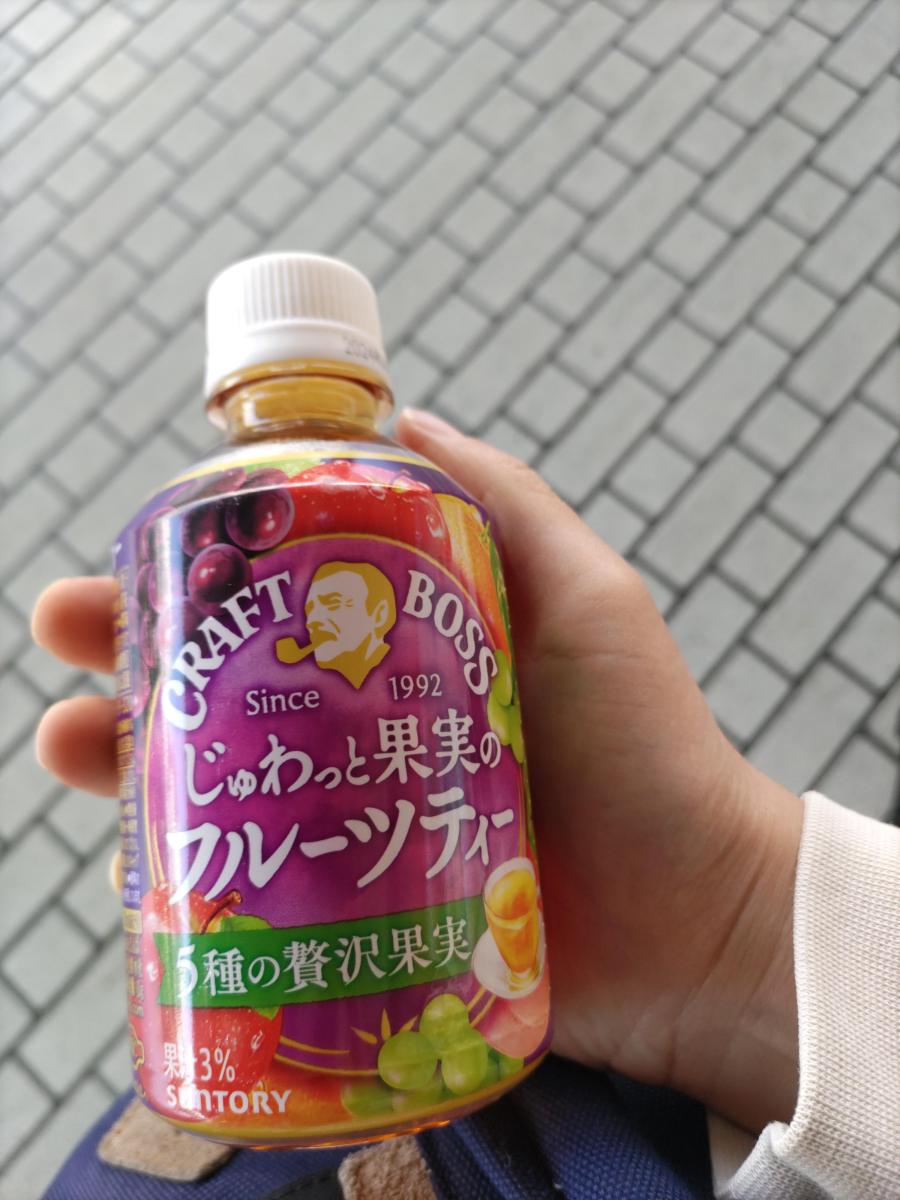 2024
CRAFT BOSS
Since 1992
じゅわっと果実の
フルーツティー
5種の贅沢果実
果汁3%
SUNTORY